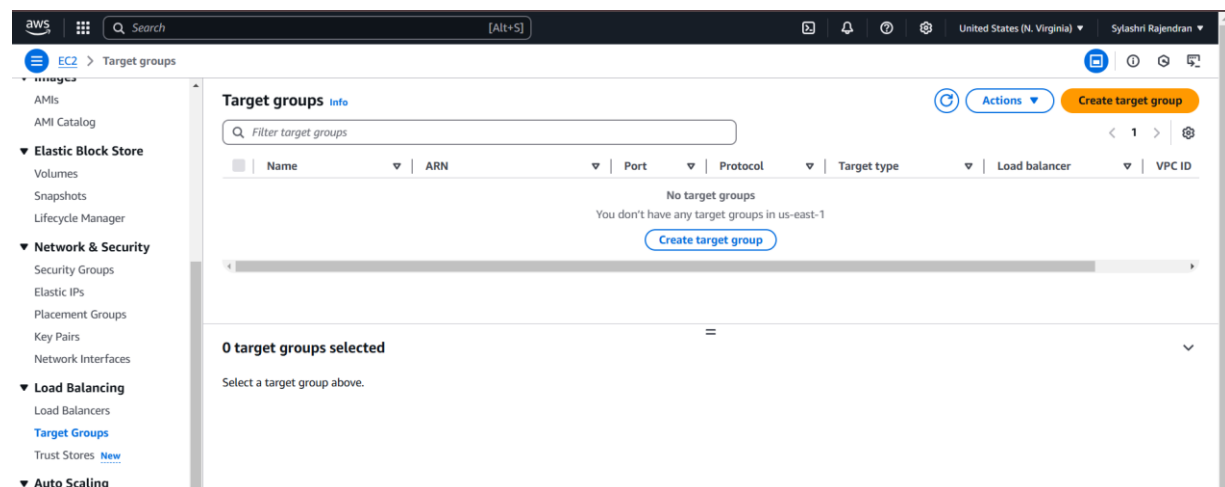 aws
Search [Alt+S]
United States (N. Virginia) ▼ Sylashri Rajendran ▼
EC2 > Target groups
Images
AMIs
AMI Catalog
Elastic Block Store
Volumes
Snapshots
Lifecycle Manager
Network & Security
Security Groups
Elastic IPs
Placement Groups
Key Pairs
Network Interfaces
Load Balancing
Load Balancers
Target Groups
Trust Stores New
Auto Scaling
Target groups Info
Actions ▼ Create target group
Filter target groups
1
Name ARN Port Protocol Target type Load balancer VPC ID
No target groups
You don't have any target groups in us-east-1
Create target group
0 target groups selected
Select a target group above.